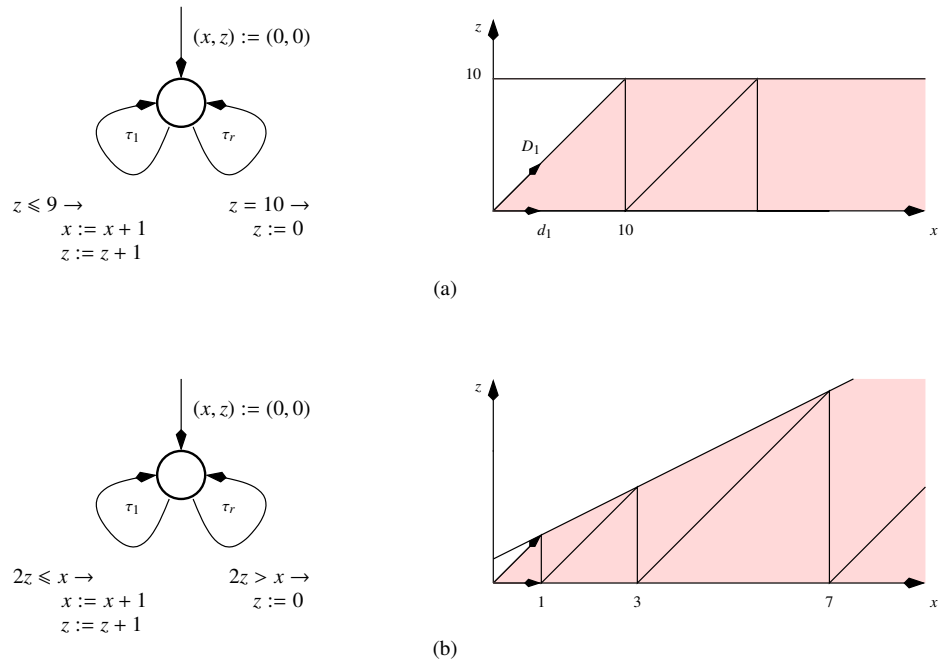 (x, z) := (0, 0)
τ1
τr
z ⩽ 9 →
x := x + 1
z := z + 1
z = 10 →
z := 0
z
10
D1
d1
10
x
(a)
(x, z) := (0, 0)
τ1
τr
2z ⩽ x →
x := x + 1
z := z + 1
2z > x →
z := 0
z
1
3
7
x
(b)